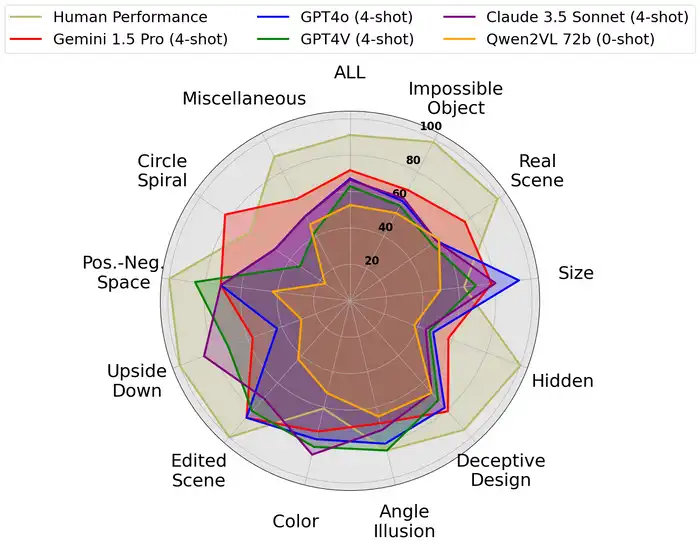 Human Performance
Gemini 1.5 Pro (4-shot)
GPT4o (4-shot)
GPT4V (4-shot)
Claude 3.5 Sonnet (4-shot)
Qwen2VL 72b (0-shot)
ALL
Impossible
Object
Real
Scene
Size
Hidden
Deceptive
Design
Angle
Illusion
Color
Edited
Scene
Upside
Down
Pos.-Neg.
Space
Circle
Spiral
Miscellaneous
100
80
60
40
20